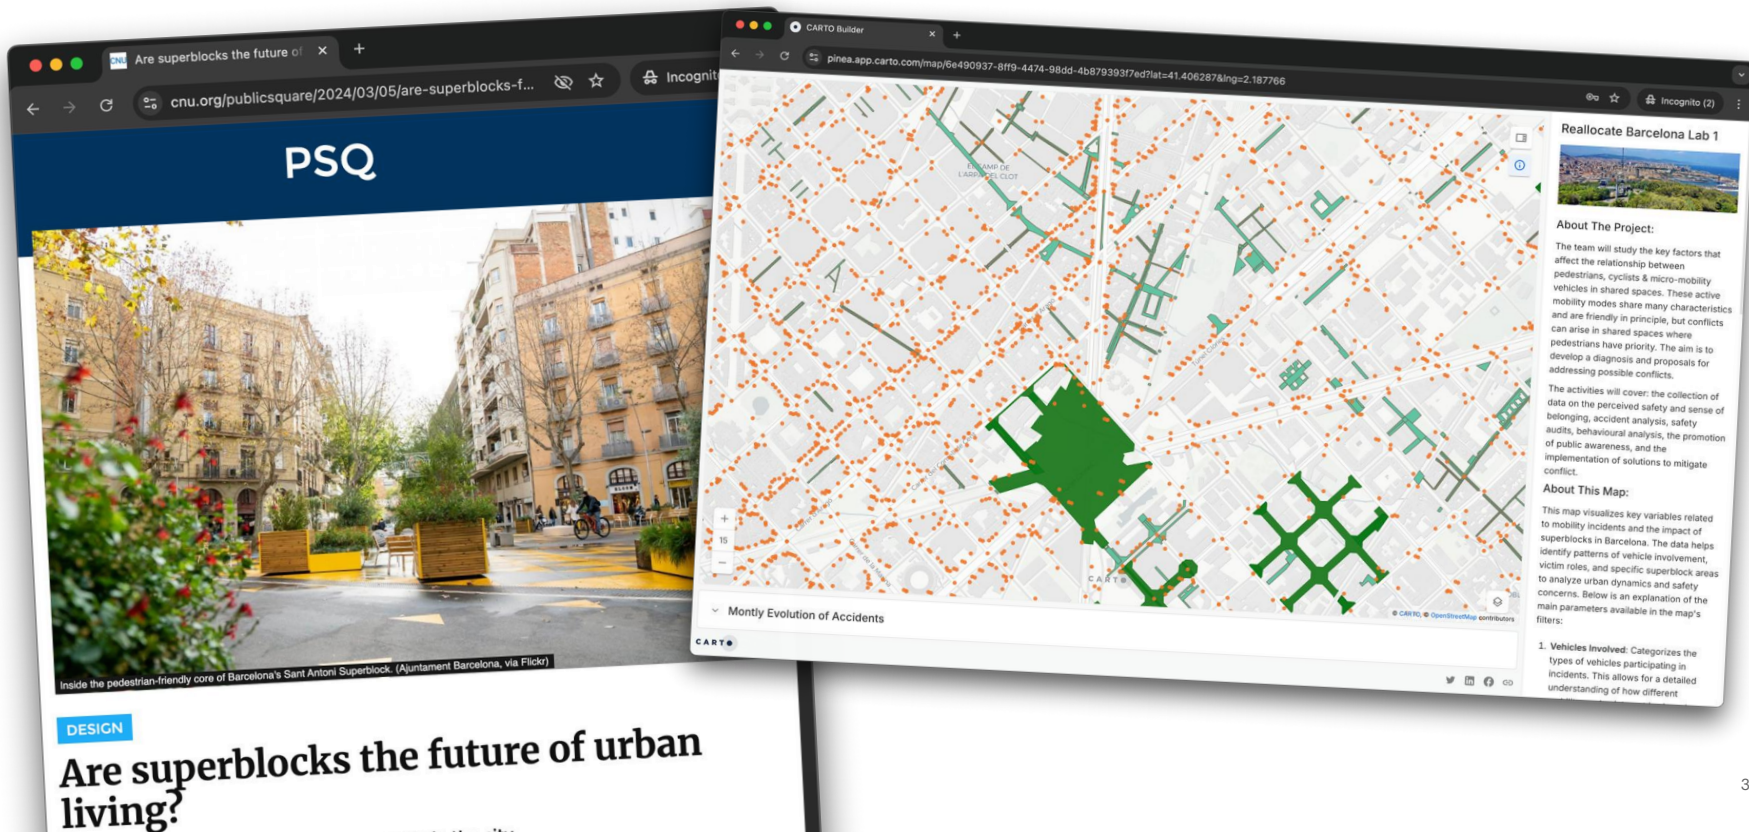 Are superblocks the future of
cnu.org/publicsquare/2024/03/05/are-superblocks-f...
Incognito
PSQ
Inside the pedestrian-friendly core of Barcelona's Sant Antoni Superblock. (Ajuntament Barcelona, via Flickr)
DESIGN
Are superblocks the future of urban
living?
CARTO Builder
pinea.app.carto.com/map/6e490937-8ff9-4474-98dd-4b879393f7ed?lat=41.406287&lng=2.187766
Incognito (2)
EL CAMP DE
L'ARPA DEL CLOT
+
15
−
CARTO
© CARTO, © OpenStreetMap contributors
Montly Evolution of Accidents
CARTO
Reallocate Barcelona Lab 1
About The Project:
The team will study the key factors that
affect the relationship between
pedestrians, cyclists & micro-mobility
vehicles in shared spaces. These active
mobility modes share many characteristics
and are friendly in principle, but conflicts
can arise in shared spaces where
pedestrians have priority. The aim is to
develop a diagnosis and proposals for
addressing possible conflicts.
The activities will cover: the collection of
data on the perceived safety and sense of
belonging, accident analysis, safety
audits, behavioural analysis, the promotion
of public awareness, and the
implementation of solutions to mitigate
conflict.
About This Map:
This map visualizes key variables related
to mobility incidents and the impact of
superblocks in Barcelona. The data helps
identify patterns of vehicle involvement,
victim roles, and specific superblock areas
to analyze urban dynamics and safety
concerns. Below is an explanation of the
main parameters available in the map's
filters:
1. Vehicles Involved: Categorizes the
types of vehicles participating in
incidents. This allows for a detailed
understanding of how different
3